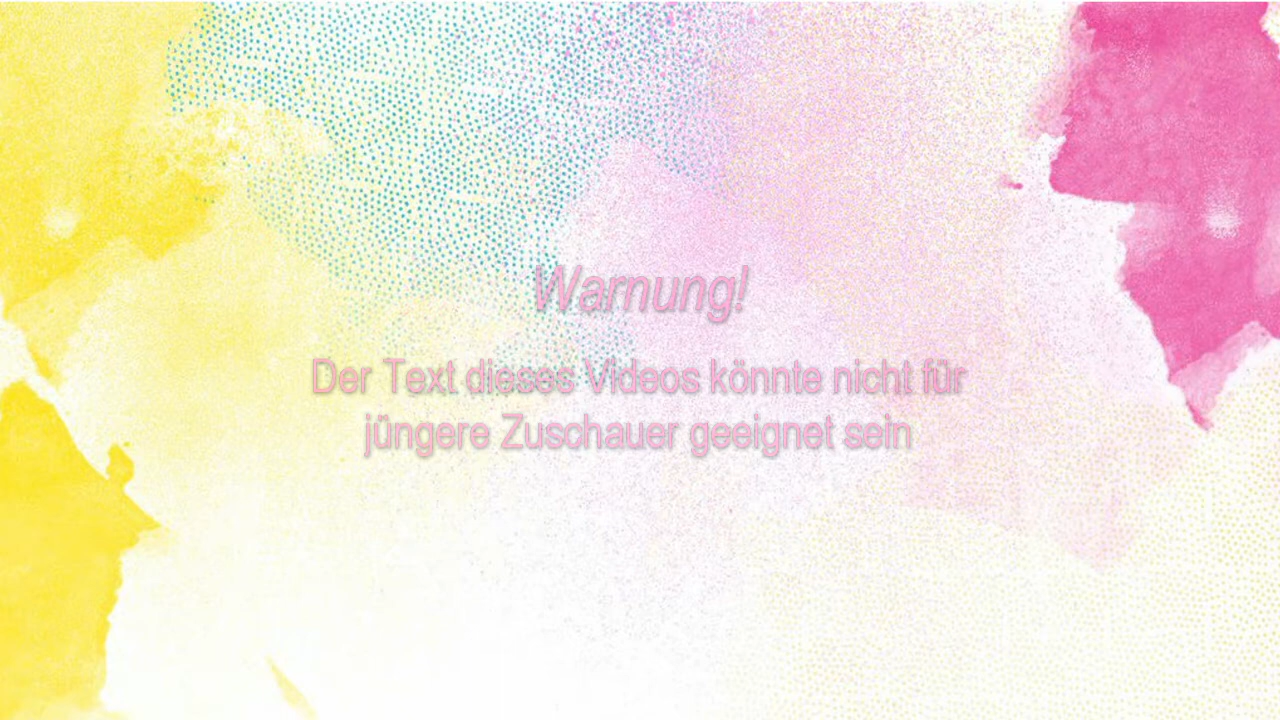 Warnung!
Der Text dieses Videos könnte nicht für
jüngere Zuschauer geeignet sein